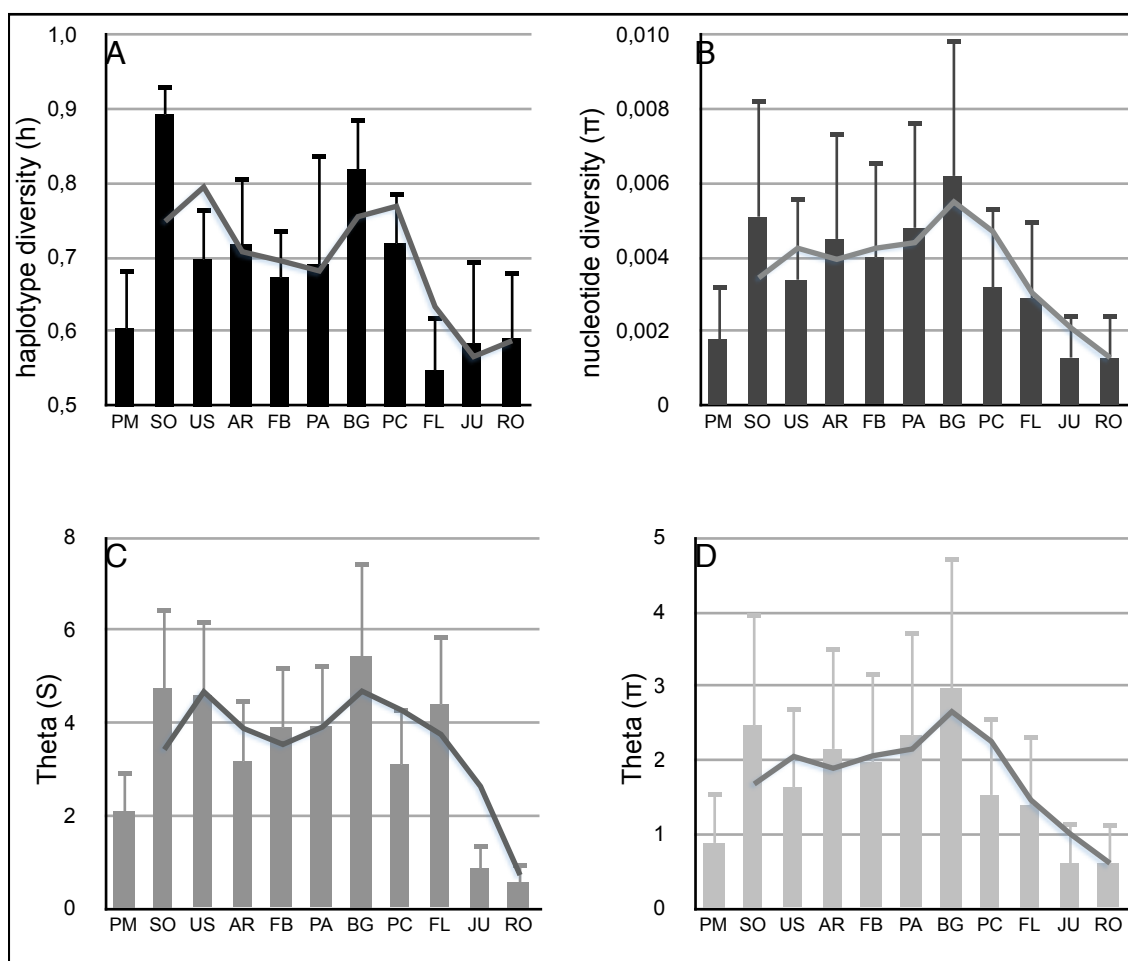 A
haplotype diversity (h)
1,0
0,9
0,8
0,7
0,6
0,5
PM SO US AR FB PA BG PC FL JU RO
B
nucleotide diversity (π)
0,010
0,008
0,006
0,004
0,002
0
PM SO US AR FB PA BG PC FL JU RO
C
Theta (S)
8
6
4
2
0
PM SO US AR FB PA BG PC FL JU RO
D
Theta (π)
5
4
3
2
1
0
PM SO US AR FB PA BG PC FL JU RO